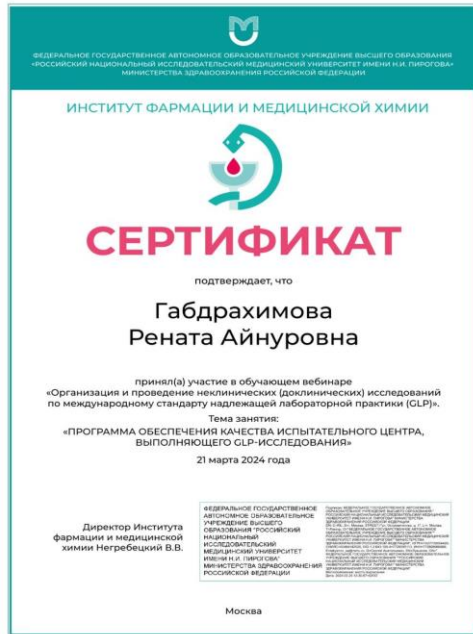 ФЕДЕРАЛЬНОЕ ГОСУДАРСТВЕННОЕ АВТОНОМНОЕ ОБРАЗОВАТЕЛЬНОЕ УЧРЕЖДЕНИЕ ВЫСШЕГО ОБРАЗОВАНИЯ
«РОССИЙСКИЙ НАЦИОНАЛЬНЫЙ ИССЛЕДОВАТЕЛЬСКИЙ МЕДИЦИНСКИЙ УНИВЕРСИТЕТ ИМЕНИ Н.И. ПИРОГОВА»
МИНИСТЕРСТВА ЗДРАВООХРАНЕНИЯ РОССИЙСКОЙ ФЕДЕРАЦИИ
ИНСТИТУТ ФАРМАЦИИ И МЕДИЦИНСКОЙ ХИМИИ
СЕРТИФИКАТ
подтверждает, что
Габдрахимова
Рената Айнуровна
принял(а) участие в обучающем вебинаре
«Организация и проведение неклинических (доклинических) исследований
по международному стандарту надлежащей лабораторной практики (GLP)».
Тема занятия:
«ПРОГРАММА ОБЕСПЕЧЕНИЯ КАЧЕСТВА ИСПЫТАТЕЛЬНОГО ЦЕНТРА,
ВЫПОЛНЯЮЩЕГО GLP-ИССЛЕДОВАНИЯ»
21 марта 2024 года
Директор Института
фармации и медицинской
химии Негребецкий В.В.
ФЕДЕРАЛЬНОЕ ГОСУДАРСТВЕННОЕ
АВТОНОМНОЕ ОБРАЗОВАТЕЛЬНОЕ
УЧРЕЖДЕНИЕ ВЫСШЕГО
ОБРАЗОВАНИЯ "РОССИЙСКИЙ
НАЦИОНАЛЬНЫЙ
ИССЛЕДОВАТЕЛЬСКИЙ
МЕДИЦИНСКИЙ УНИВЕРСИТЕТ
ИМЕНИ Н.И. ПИРОГОВА"
МИНИСТЕРСТВА ЗДРАВООХРАНЕНИЯ
РОССИЙСКОЙ ФЕДЕРАЦИИ
Москва